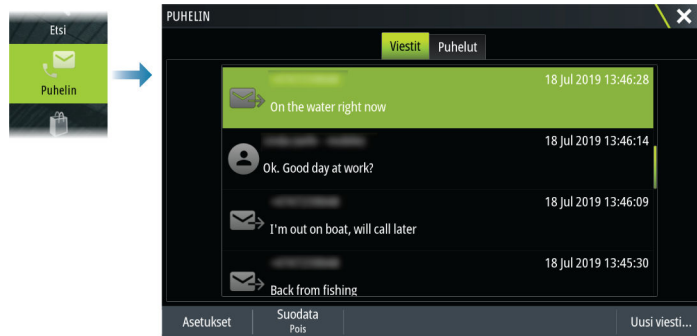 Etsi
Puhelin
PUHELIN
Viestit Puhelut
18 Jul 2019 13:46:28
On the water right now
18 Jul 2019 13:46:14
Ok. Good day at work?
18 Jul 2019 13:46:09
I'm out on boat, will call later
18 Jul 2019 13:45:30
Back from fishing
Asetukset Suodata Uusi viesti...
Pois